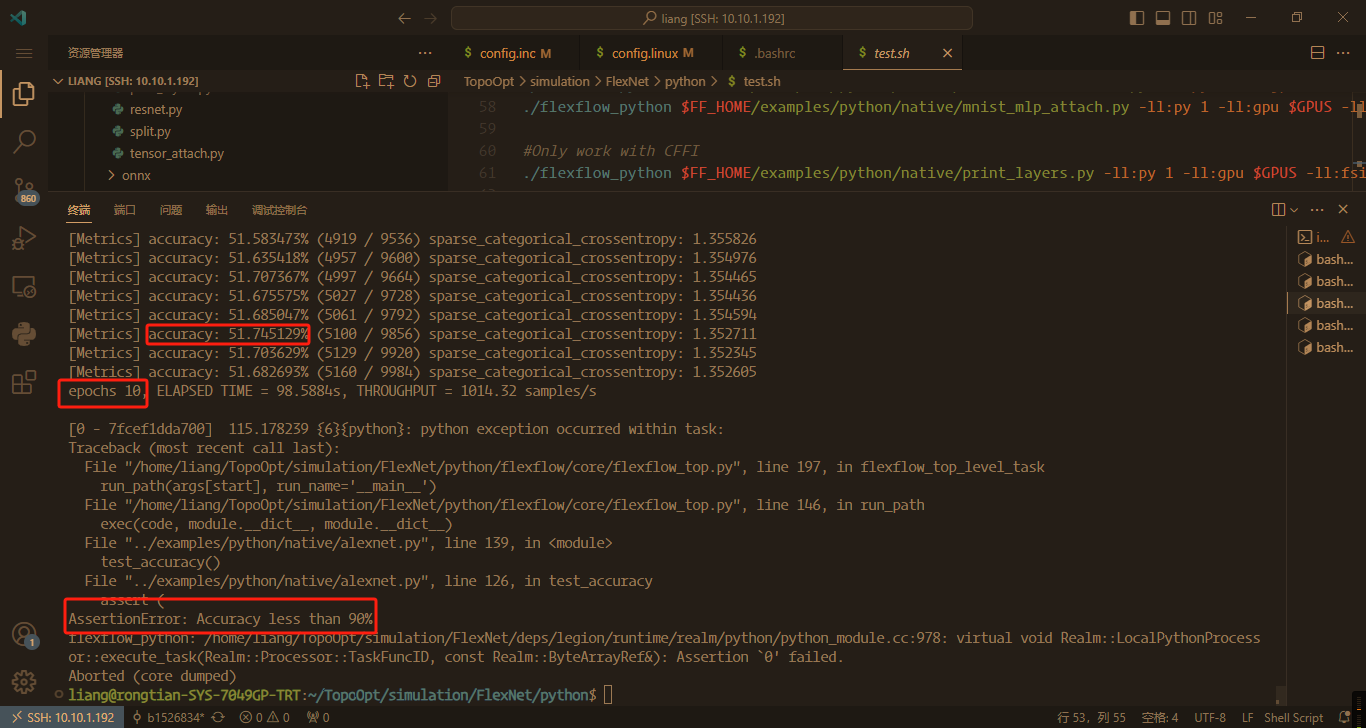 liang [SSH: 10.10.1.192]
资源管理器
config.inc M
config.linux M
.bashrc
test.sh
LIANG [SSH: 10.10.1.192]
TopoOpt > simulation > FlexNet > python > $ test.sh
resnet.py
split.py
tensor_attach.py
onnx
58 ./flexflow_python $FF_HOME/examples/python/native/mnist_mlp_attach.py -ll:py 1 -ll:gpu $GPUS -ll
59
60 #Only work with CFFI
61 ./flexflow_python $FF_HOME/examples/python/native/print_layers.py -ll:py 1 -ll:gpu $GPUS -ll:fsi
860
终端 端口 问题 输出 调试控制台
[Metrics] accuracy: 51.583473% (4919 / 9536) sparse_categorical_crossentropy: 1.355826
[Metrics] accuracy: 51.635418% (4957 / 9600) sparse_categorical_crossentropy: 1.354976
[Metrics] accuracy: 51.707367% (4997 / 9664) sparse_categorical_crossentropy: 1.354465
[Metrics] accuracy: 51.675575% (5027 / 9728) sparse_categorical_crossentropy: 1.354436
[Metrics] accuracy: 51.685047% (5061 / 9792) sparse_categorical_crossentropy: 1.354594
[Metrics] accuracy: 51.745129% (5100 / 9856) sparse_categorical_crossentropy: 1.352711
[Metrics] accuracy: 51.703629% (5129 / 9920) sparse_categorical_crossentropy: 1.352345
[Metrics] accuracy: 51.682693% (5160 / 9984) sparse_categorical_crossentropy: 1.352605
epochs 10, ELAPSED TIME = 98.5884s, THROUGHPUT = 1014.32 samples/s
[0 - 7fcef1dda700]  115.178239 {6}{python}: python exception occurred within task:
Traceback (most recent call last):
File "/home/liang/TopoOpt/simulation/FlexNet/python/flexflow/core/flexflow_top.py", line 197, in flexflow_top_level_task
run_path(args[start], run_name='__main__')
File "/home/liang/TopoOpt/simulation/FlexNet/python/flexflow/core/flexflow_top.py", line 146, in run_path
exec(code, module.__dict__, module.__dict__)
File "../examples/python/native/alexnet.py", line 139, in <module>
test_accuracy()
File "../examples/python/native/alexnet.py", line 126, in test_accuracy
assert (
AssertionError: Accuracy less than 90%
flexflow_python: /home/liang/TopoOpt/simulation/FlexNet/deps/legion/runtime/realm/python/python_module.cc:978: virtual void Realm::LocalPythonProcess
or::execute_task(Realm::Processor::TaskFuncID, const Realm::ByteArrayRef&): Assertion `0' failed.
Aborted (core dumped)
liang@rongtian-SYS-7049GP-TRT:~/TopoOpt/simulation/FlexNet/python$
i...
bash...
bash...
bash...
bash...
bash...
1
SSH: 10.10.1.192
b1526834*
0 0
0
行 53，列 55
空格: 4
UTF-8
LF
Shell Script